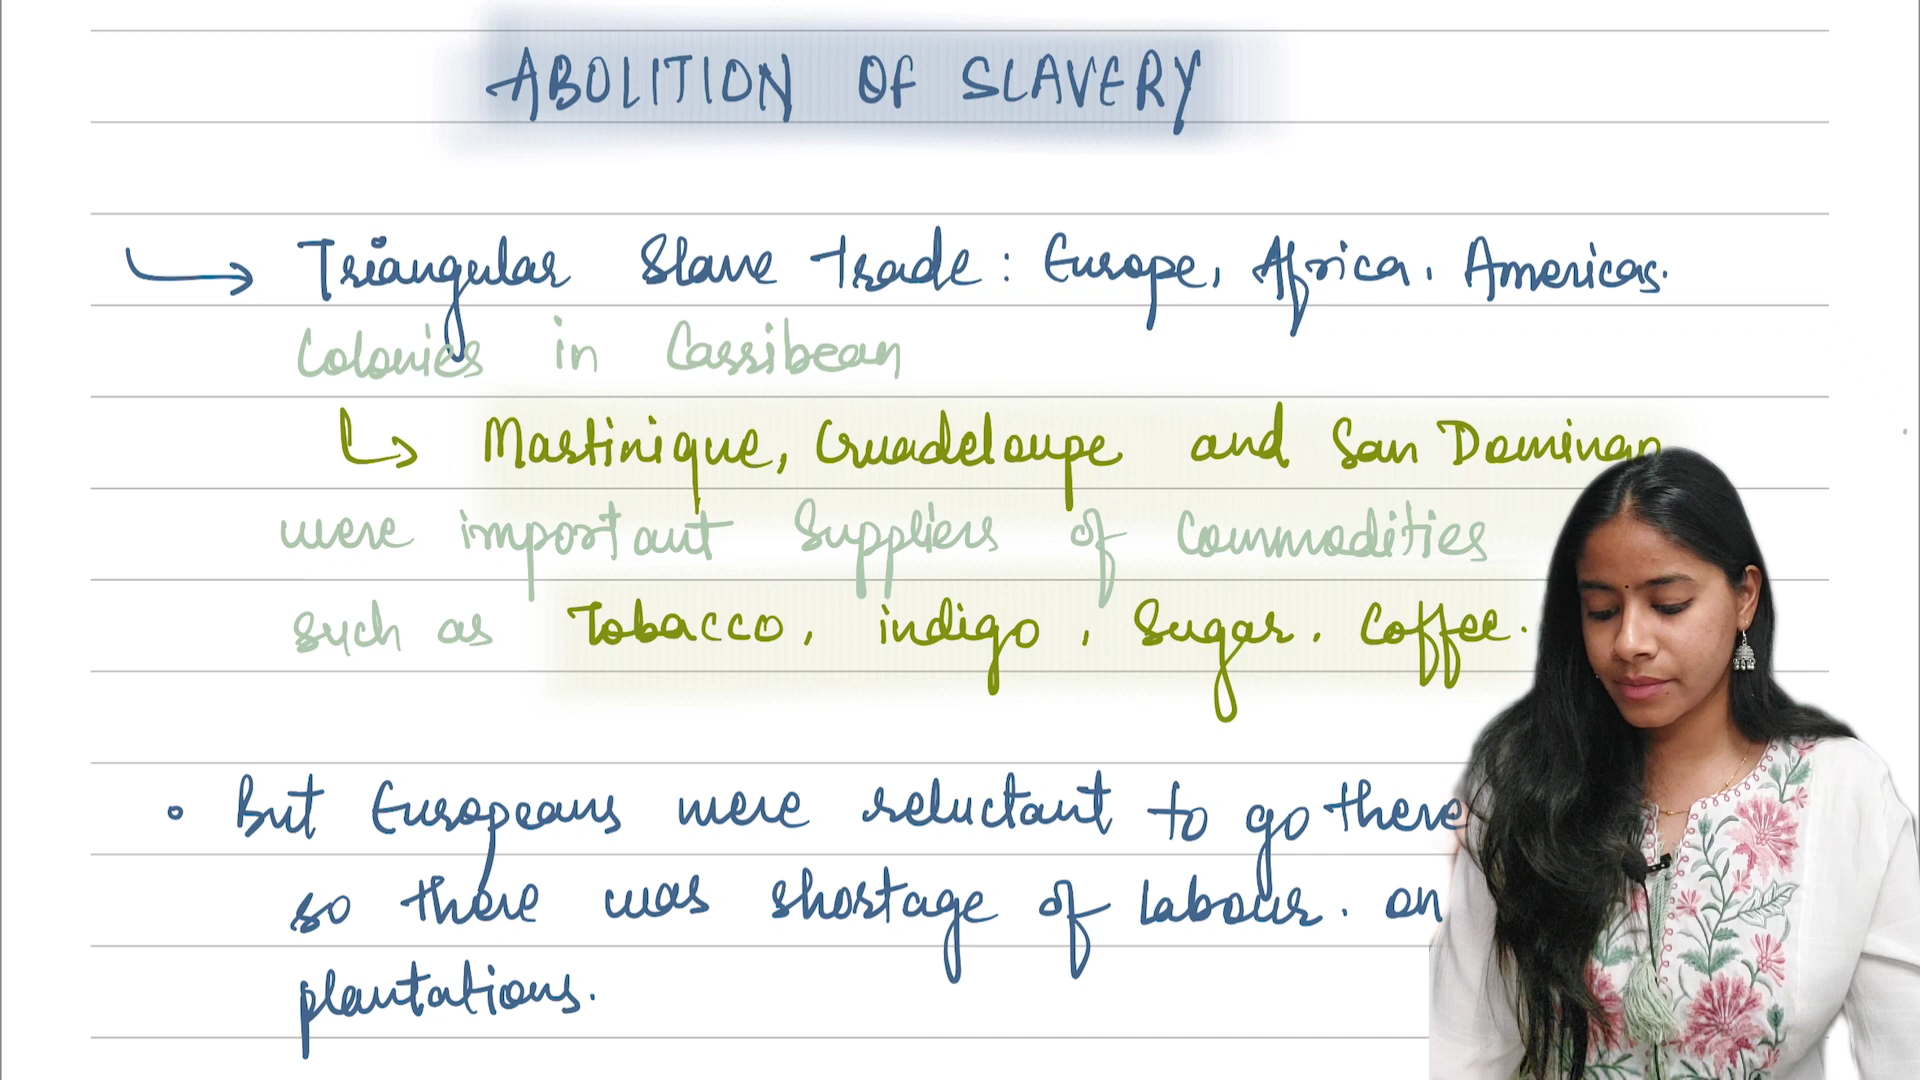 ABOLITION OF SLAVERY
Triangular Slave trade : Europe, Africa, Americas.
Colonies in Carribean
Martinique, Guadeloupe and San Domingo
were important Suppliers of Commodities
such as Tobacco, indigo, Sugar, Coffee.
But Europeans were reluctant to go there
so there was shortage of labour. on
plantations.